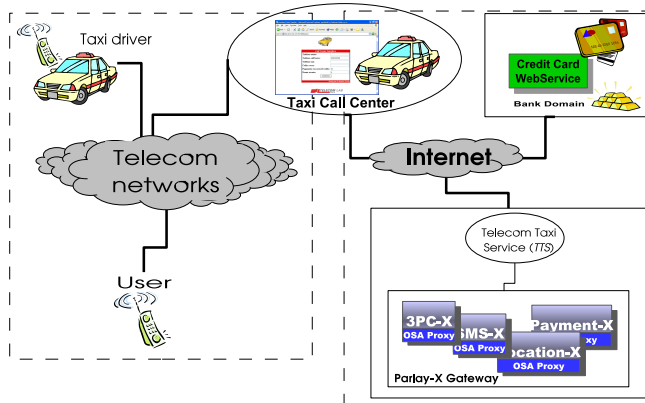 Taxi driver
Taxi Call Center
Credit Card
WebService
Bank Domain
Telecom
networks
Internet
User
Telecom Taxi
Service (TTS)
3PC-X
OSA Proxy
SMS-X
OSA Proxy
Payment-X
ocation-X
OSA Proxy
Parlay-X Gateway